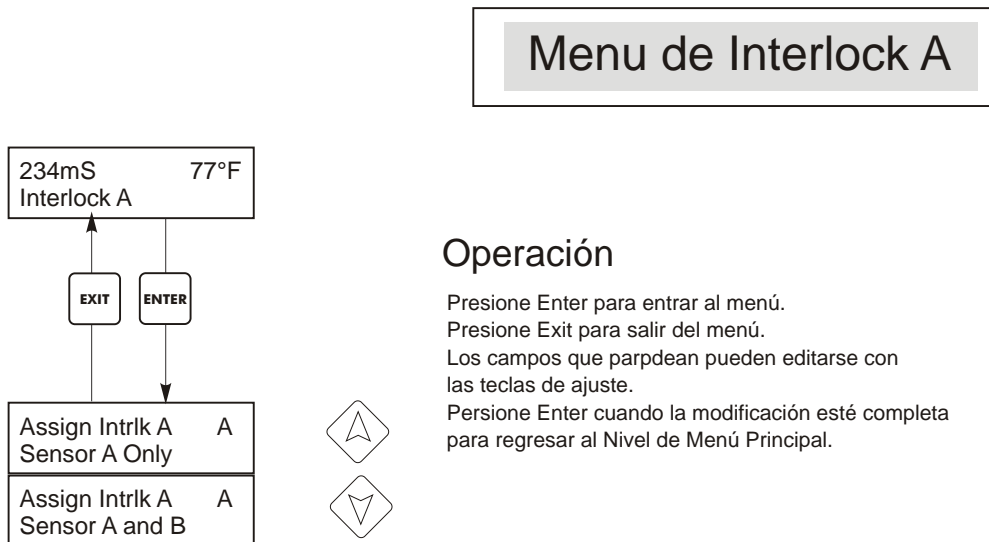 Menu de Interlock A
234mS 77°F
Interlock A
EXIT ENTER
Assign Intrlk A A
Sensor A Only
Assign Intrlk A A
Sensor A and B
Operación
Presione Enter para entrar al menú.
Presione Exit para salir del menú.
Los campos que parpdean pueden editarse con
las teclas de ajuste.
Persione Enter cuando la modificación esté completa
para regresar al Nivel de Menú Principal.